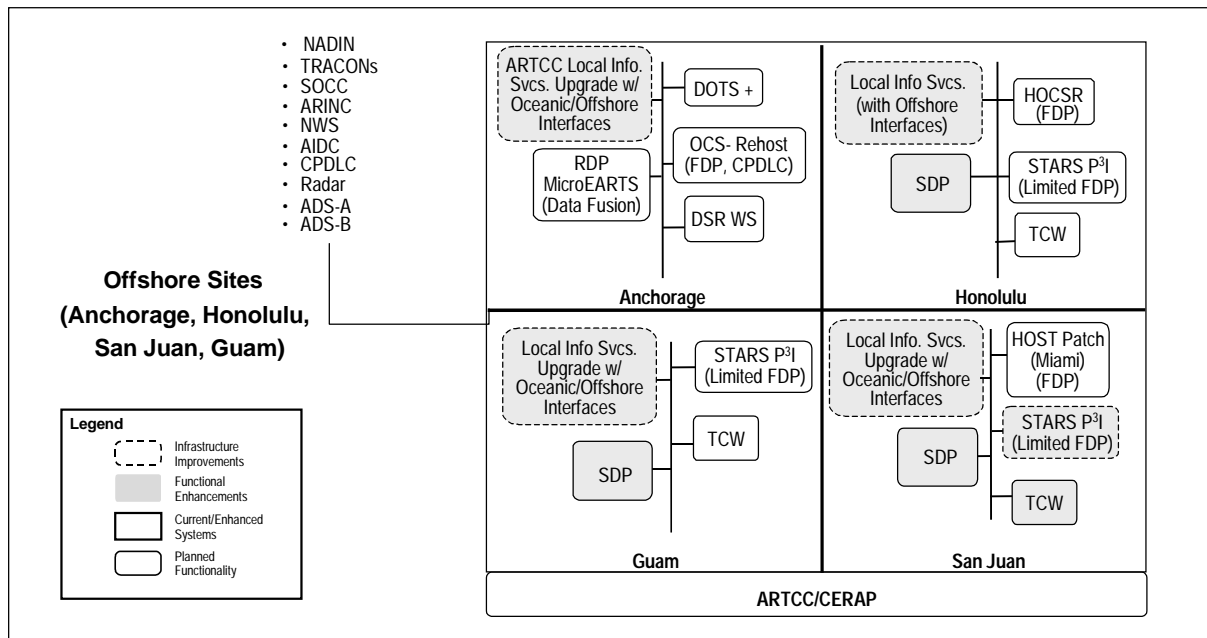 • NADIN
• TRACONs
• SOCC
• ARINC
• NWS
• AIDC
• CPDLC
• Radar
• ADS-A
• ADS-B
Offshore Sites
(Anchorage, Honolulu,
San Juan, Guam)
Legend
Infrastructure
Improvements
Functional
Enhancements
Current/Enhanced
Systems
Planned
Functionality
ARTCC Local Info.
Svcs. Upgrade w/
Oceanic/Offshore
Interfaces
DOTS +
OCS- Rehost
(FDP, CPDLC)
RDP
MicroEARTS
(Data Fusion)
DSR WS
Anchorage
Local Info Svcs.
(with Offshore
Interfaces)
HOCSR
(FDP)
SDP
STARS P³I
(Limited FDP)
TCW
Honolulu
Local Info Svcs.
Upgrade w/
Oceanic/Offshore
Interfaces
STARS P³I
(Limited FDP)
TCW
SDP
Guam
Local Info. Svcs.
Upgrade w/
Oceanic/Offshore
Interfaces
HOST Patch
(Miami)
(FDP)
STARS P³I
(Limited FDP)
SDP
TCW
San Juan
ARTCC/CERAP